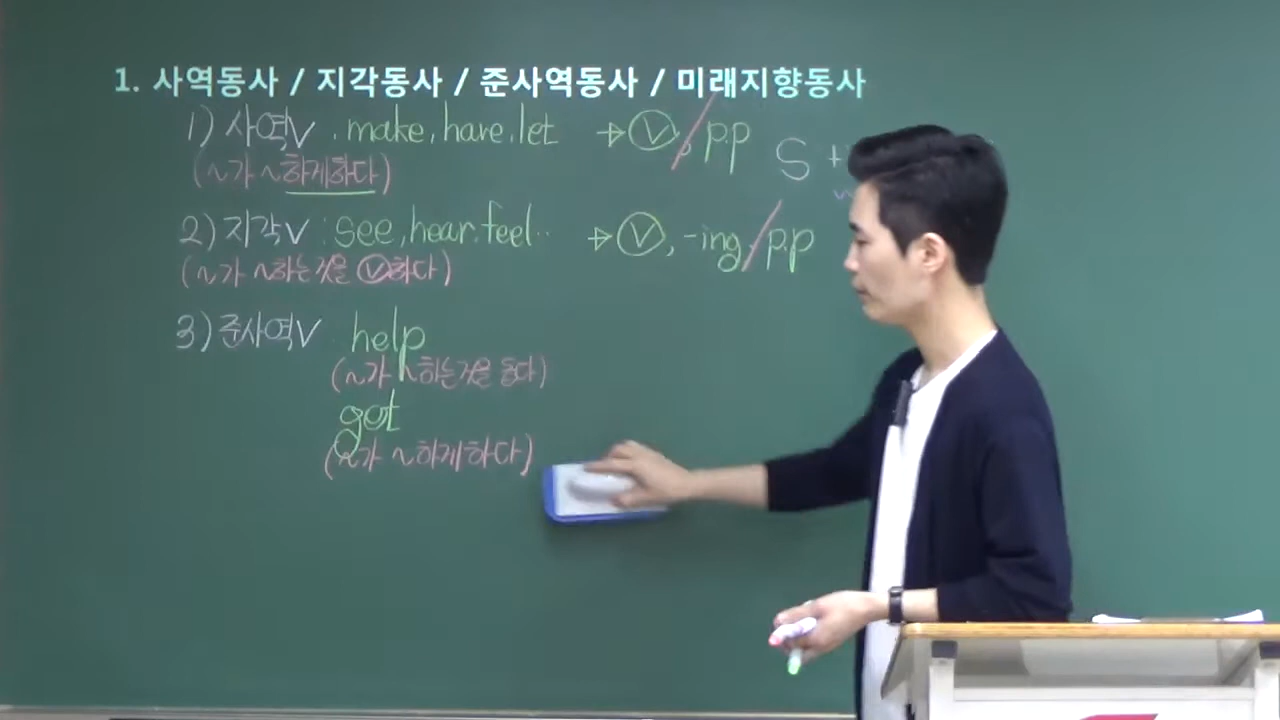 1. 사역동사 / 지각동사 / 준사역동사 / 미래지향동사
1) 사역V . make, have, let → V, / p.p
(~가 ~하게하다)
S +
2) 지각V : see, hear, feel.. → V, -ing, / p.p
(~가 ~하는것을 V하다)
3) 준사역V help
(~가 ~하는것을 돕다)
get
(~가 ~하게하다)